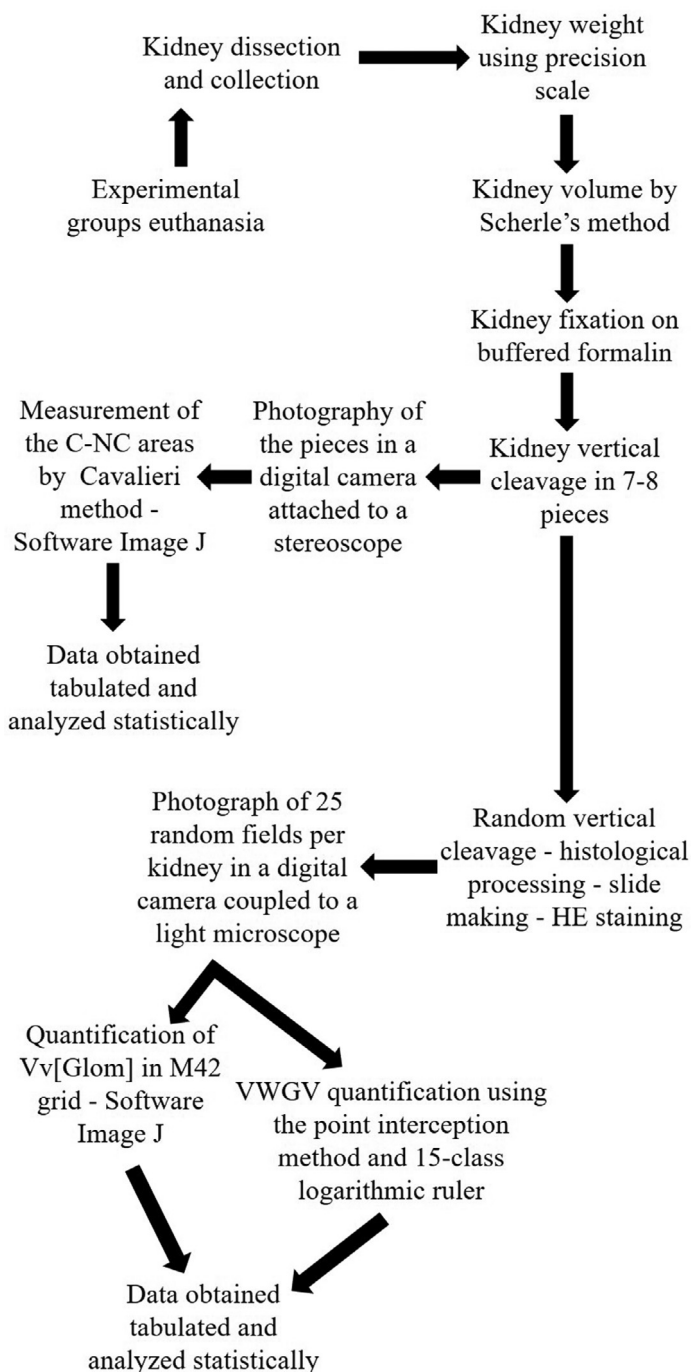 Kidney dissection
and collection
Kidney weight
using precision
scale
Experimental
groups euthanasia
Kidney volume by
Scherle’s method
Kidney fixation on
buffered formalin
Kidney vertical
cleavage in 7-8
pieces
Photography of
the pieces in a
digital camera
attached to a
stereoscope
Measurement of
the C-NC areas
by Cavalieri
method -
Software Image J
Data obtained
tabulated and
analyzed statistically
Random vertical
cleavage - histological
processing - slide
making - HE staining
Photograph of 25
random fields per
kidney in a digital
camera coupled to a
light microscope
Quantification of
Vv[Glom] in M42
grid - Software
Image J
VWGV quantification using
the point interception
method and 15-class
logarithmic ruler
Data obtained
tabulated and
analyzed statistically